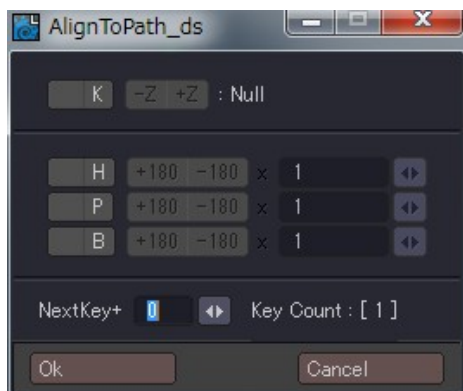 AlignToPath_ds
K -Z +Z : Null
H +180 -180 x 1
P +180 -180 x 1
B +180 -180 x 1
NextKey+ 0 Key Count : [ 1 ]
Ok Cancel